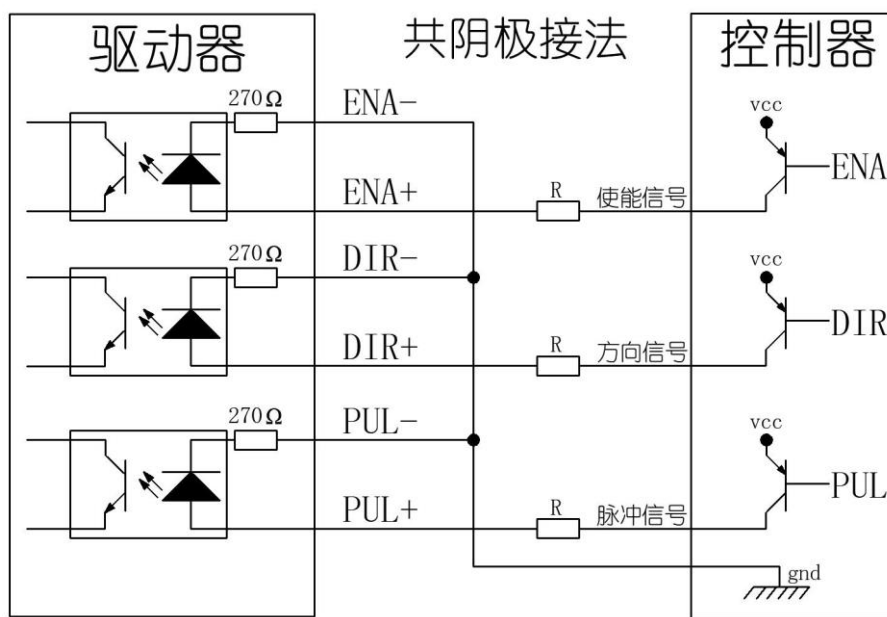 驱动器
共阴极接法
控制器
270Ω
ENA-
vcc
ENA
ENA+
R
使能信号
270Ω
DIR-
vcc
DIR
DIR+
R
方向信号
270Ω
PUL-
vcc
PUL
PUL+
R
脉冲信号
gnd